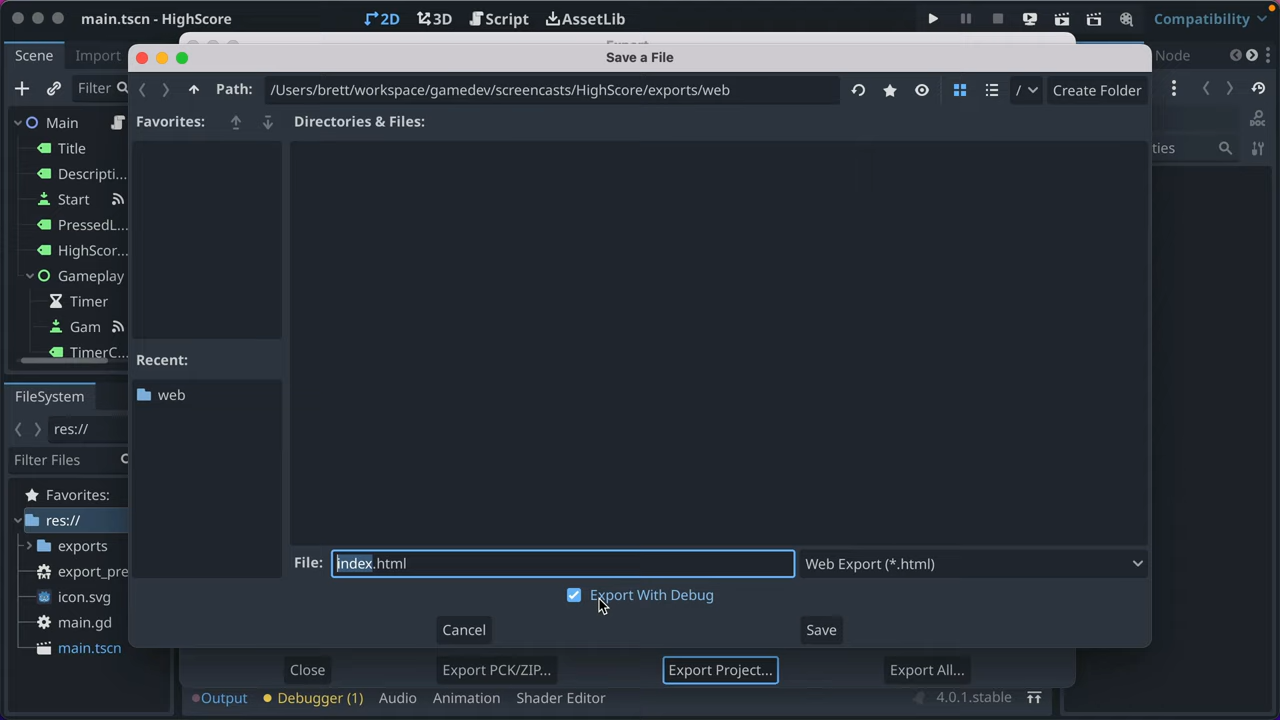 main.tscn - HighScore
2D
3D
Script
AssetLib
Compatibility
Save a File
Scene
Import
Node
Filter
Path:
/Users/brett/workspace/gamedev/screencasts/HighScore/exports/web
/
Create Folder
Favorites:
Directories & Files:
Main
Title
Descripti...
Start
PressedL...
HighScor...
Gameplay
Timer
Gam
TimerC...
Recent:
web
FileSystem
res://
Filter Files
Favorites:
res://
exports
export_pre
icon.svg
main.gd
main.tscn
File:
index.html
Web Export (*.html)
Export With Debug
Cancel
Save
Close
Export PCK/ZIP...
Export Project...
Export All...
Output
Debugger (1)
Audio
Animation
Shader Editor
4.0.1.stable